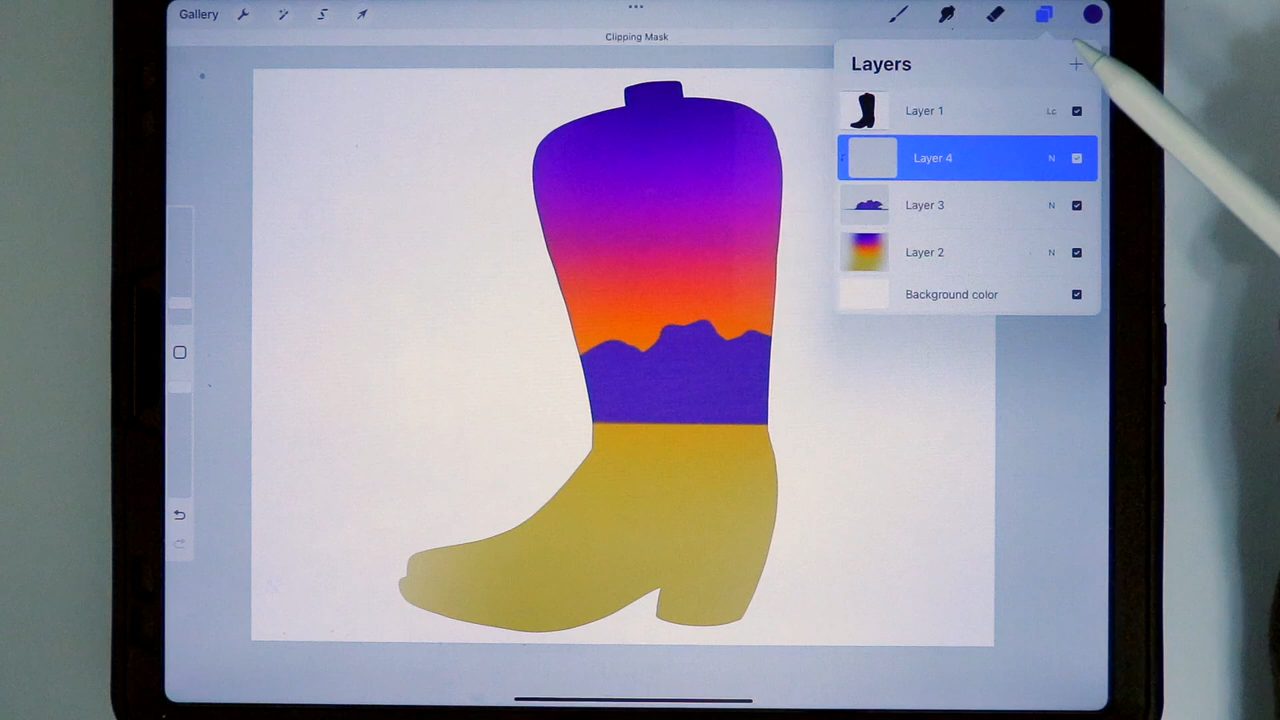 Gallery
Clipping Mask
Layers
Layer 1 Lc
Layer 4 N
Layer 3 N
Layer 2 N
Background color